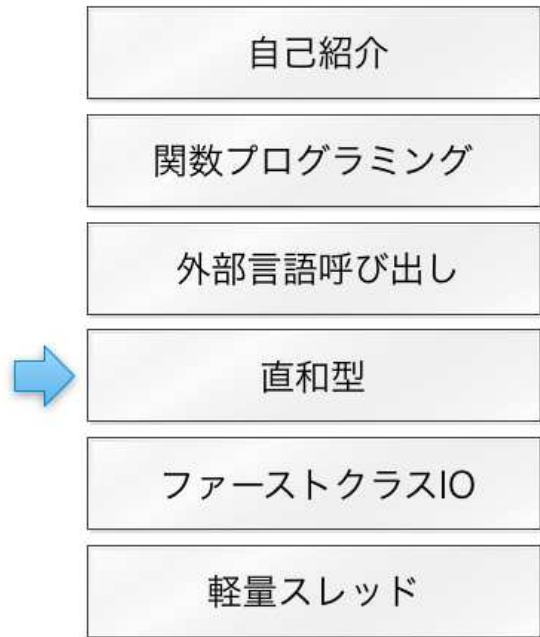 自己紹介
関数プログラミング
外部言語呼び出し
直和型
ファーストクラスIO
軽量スレッド